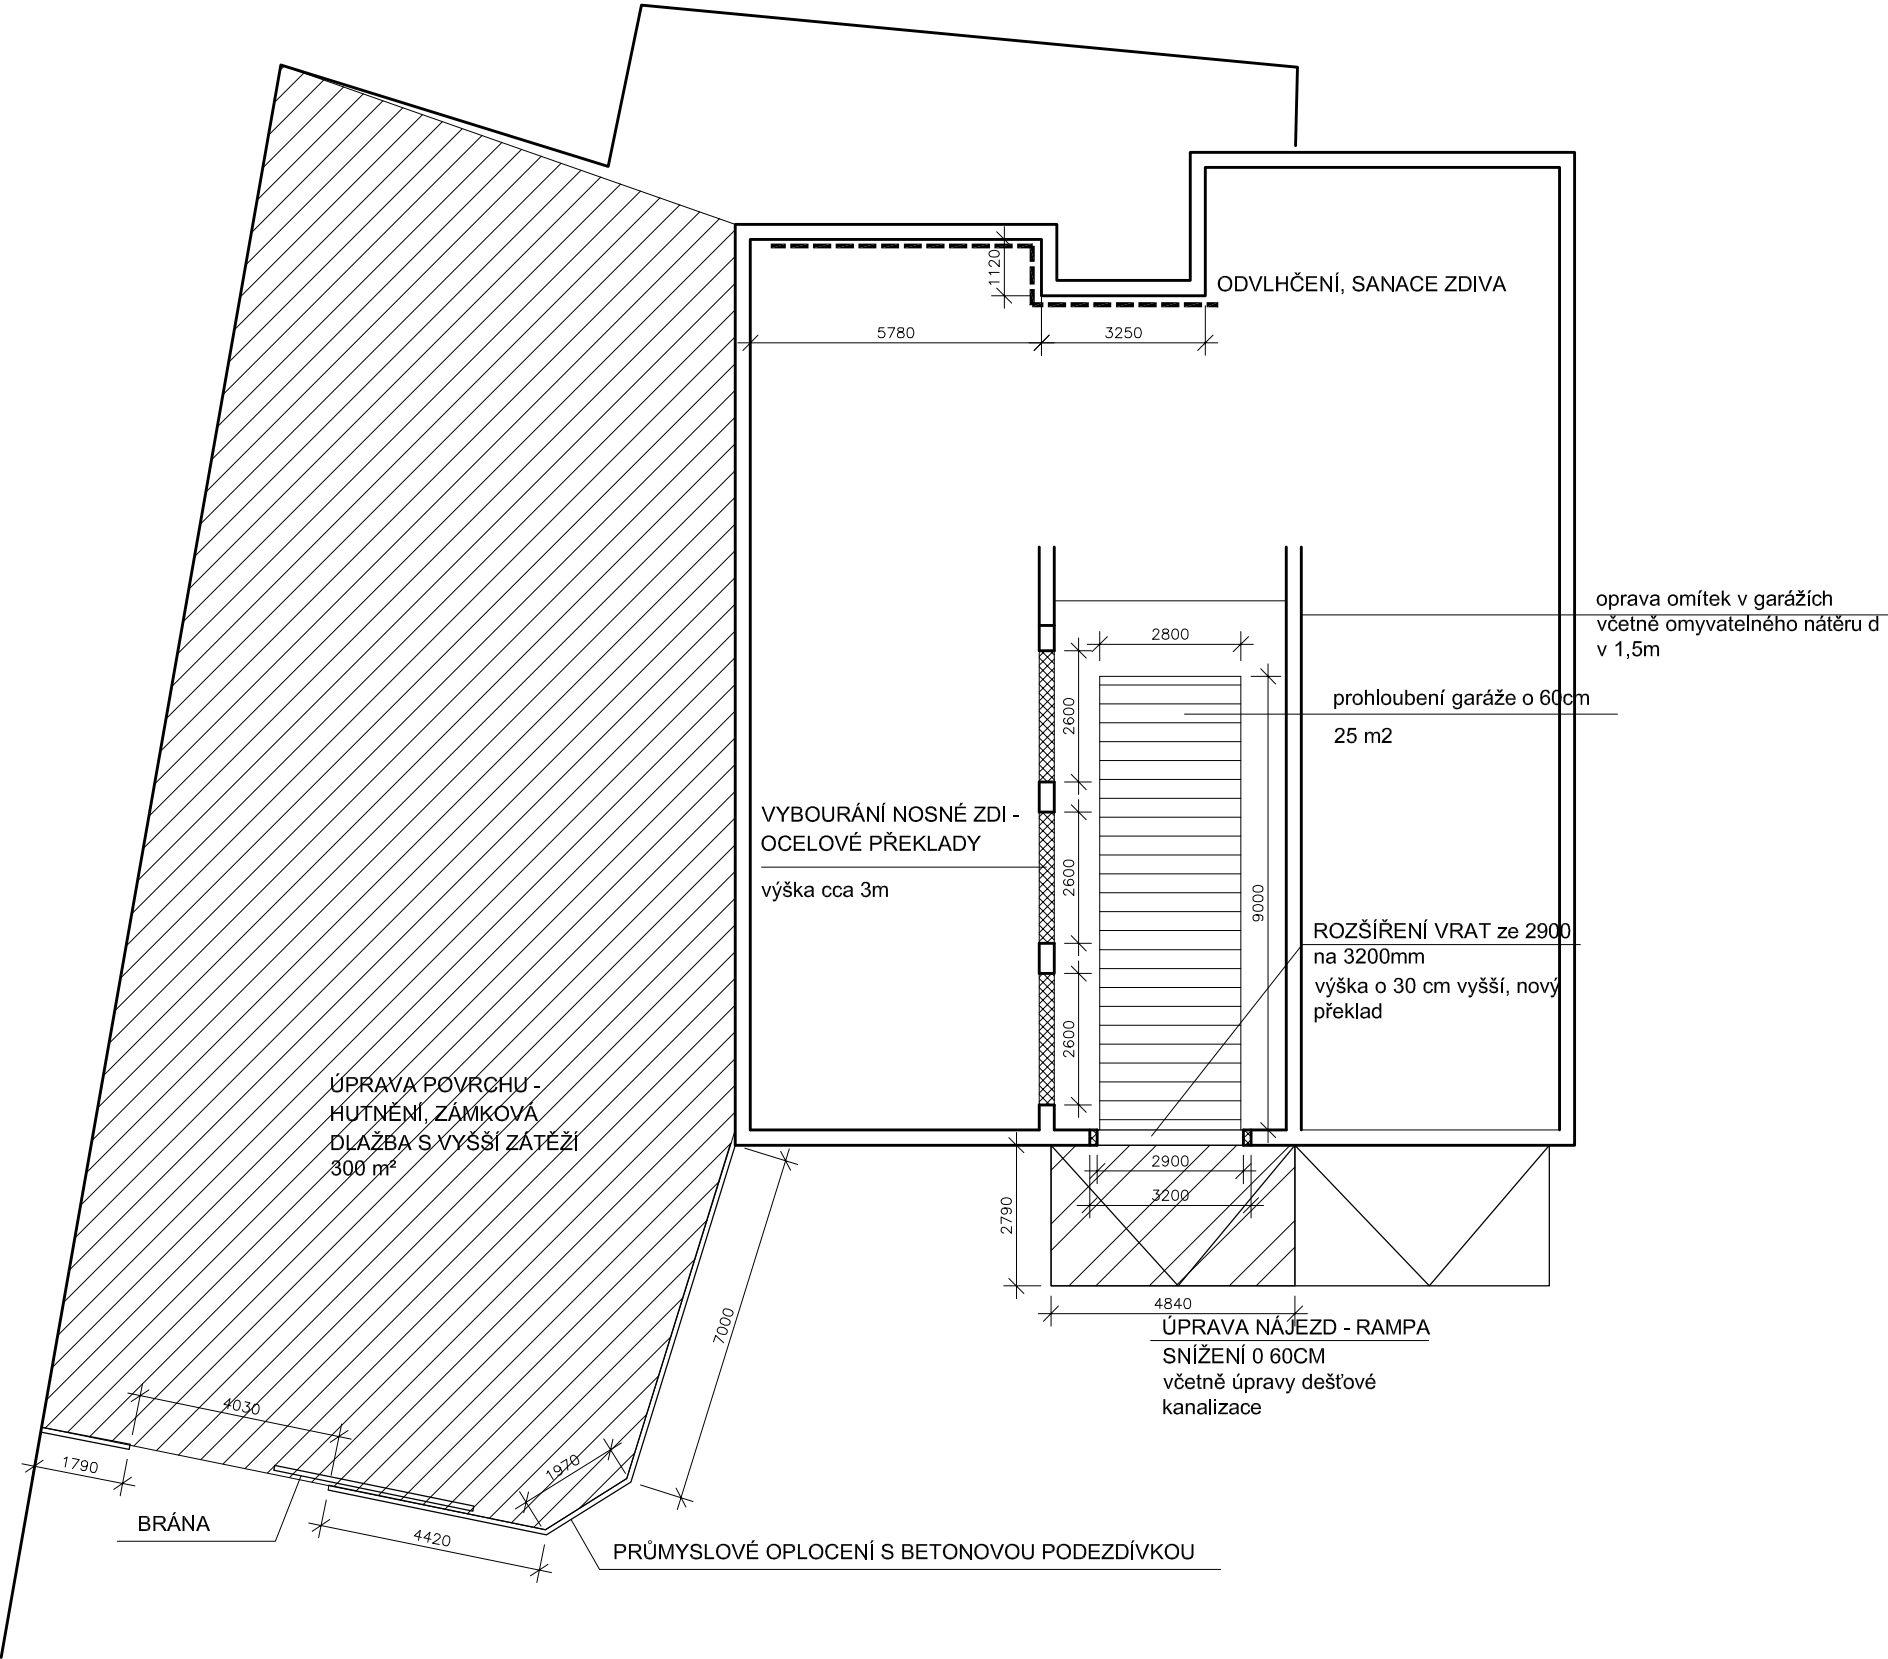 1120
ODVLHČENÍ, SANACE ZDIVA
5780
3250
oprava omítek v garážích
včetně omyvatelného nátěru d
v 1,5m
2800
prohloubení garáže o 60cm
25 m2
2600
VYBOURÁNÍ NOSNÉ ZDI -
OCELOVÉ PŘEKLADY
výška cca 3m
2600
9000
ROZŠÍŘENÍ VRAT ze 2900
na 3200mm
výška o 30 cm vyšší, nový
překlad
2600
ÚPRAVA POVRCHU -
HUTNĚNÍ, ZÁMKOVÁ
DLAŽBA S VYŠŠÍ ZÁTĚŽÍ
300 m²
2900
3200
2790
4840
7000
ÚPRAVA NÁJEZD - RAMPA
SNÍŽENÍ 0 60CM
včetně úpravy dešťové
kanalizace
4030
1790
1970
BRÁNA
4420
PRŮMYSLOVÉ OPLOCENÍ S BETONOVOU PODEZDÍVKOU